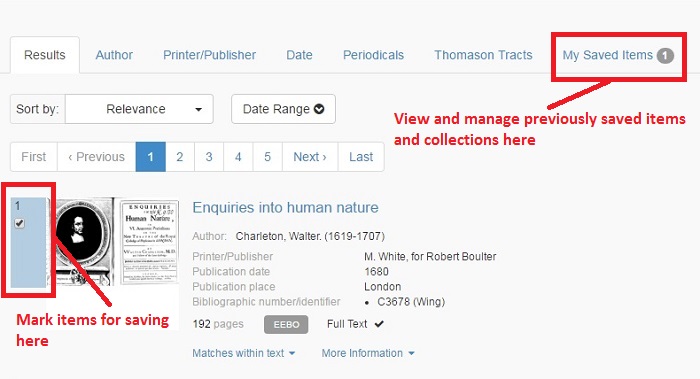 Results Author Printer/Publisher Date Periodicals Thomason Tracts My Saved Items 1
Sort by: Relevance Date Range
View and manage previously saved items
and collections here
First ‹ Previous 1 2 3 4 5 Next › Last
1
ENQUIRIES
Human Nature,
Enquiries into human nature
Author: Charleton, Walter. (1619-1707)
Printer/Publisher M. White, for Robert Boulter
Publication date 1680
Publication place London
Bibliographic number/identifier • C3678 (Wing)
Mark items for saving
here
192 pages EEBO Full Text
Matches within text More Information